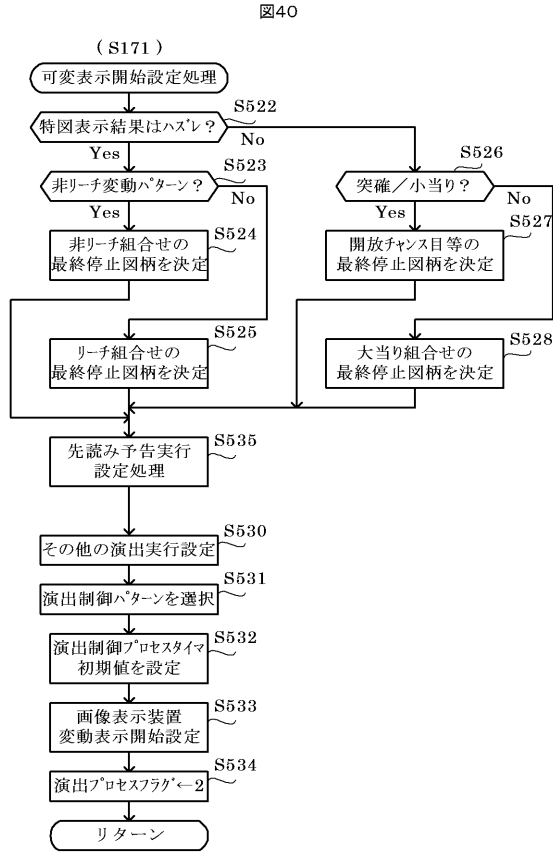 図40
(S171)
可変表示開始設定処理
S522
特図表示結果はハズレ？
No
Yes
S523
非リーチ変動パターン？
No
Yes
S524
非リーチ組合せの
最終停止図柄を決定
S525
リーチ組合せの
最終停止図柄を決定
S526
突確／小当り？
No
Yes
S527
開放チャンス目等の
最終停止図柄を決定
S528
大当り組合せの
最終停止図柄を決定
S535
先読み予告実行
設定処理
S530
その他の演出実行設定
S531
演出制御パターンを選択
S532
演出制御プロセスタイマ
初期値を設定
S533
画像表示装置
変動表示開始設定
S534
演出プロセスフラグ←2
リターン